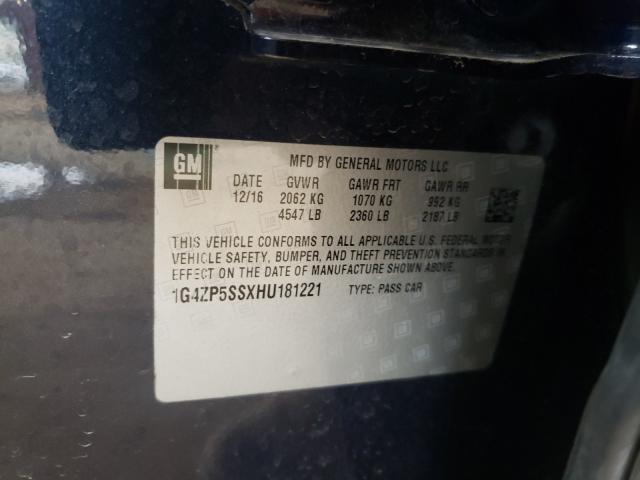 GM
MFD BY GENERAL MOTORS LLC
DATE GVWR GAWR FRT GAWR RR
12/16 2062 KG 1070 KG 992 KG
4547 LB 2360 LB 2187 LB
THIS VEHICLE CONFORMS TO ALL APPLICABLE U.S. FEDERAL MOTOR
VEHICLE SAFETY, BUMPER, AND THEFT PREVENTION STANDARDS IN
EFFECT ON THE DATE OF MANUFACTURE SHOWN ABOVE.
1G4ZP5SSXHU181221 TYPE: PASS CAR